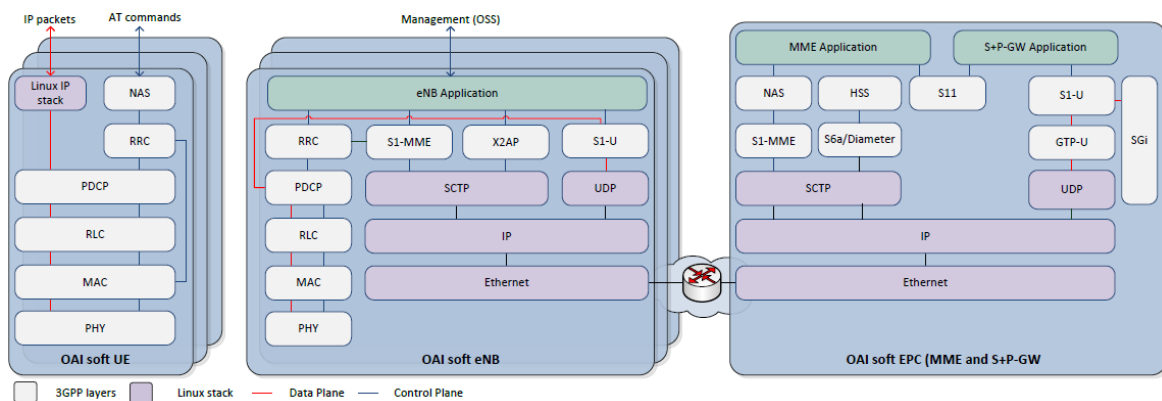 IP packets
AT commands
Management (OSS)
Linux IP
stack
NAS
RRC
PDCP
RLC
MAC
PHY
OAI soft UE
eNB Application
RRC
S1-MME
X2AP
S1-U
PDCP
SCTP
UDP
RLC
IP
MAC
Ethernet
PHY
OAI soft eNB
MME Application
S+P-GW Application
NAS
HSS
S11
S1-U
SGi
S1-MME
S6a/Diameter
GTP-U
SCTP
UDP
IP
Ethernet
OAI soft EPC (MME and S+P-GW
3GPP layers
Linux stack
Data Plane
Control Plane